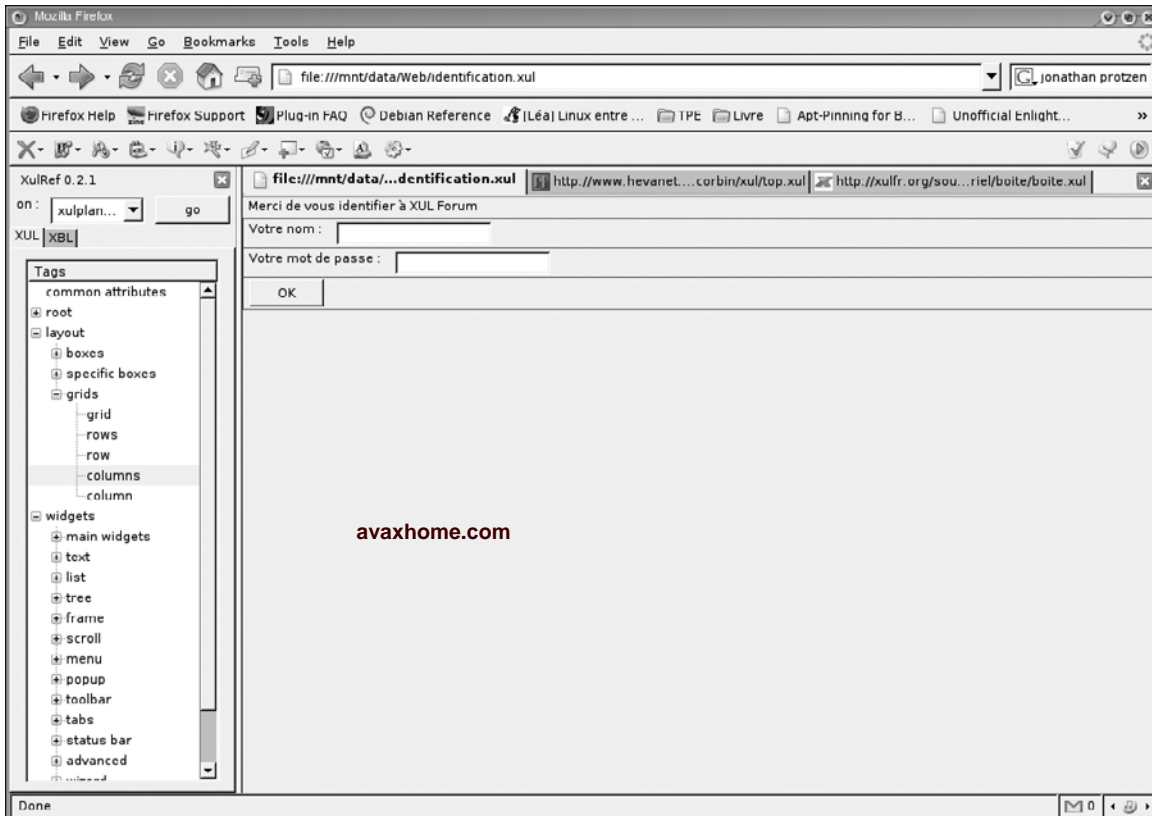 Mozilla Firefox
File Edit View Go Bookmarks Tools Help
file:///mnt/data/Web/identification.xul
jonathan protzen
Firefox Help Firefox Support Plug-in FAQ Debian Reference [Léa] Linux entre ... TPE Livre Apt-Pinning for B... Unofficial Enlight... »
XulRef 0.2.1
on : xulplan... go
XUL XBL
Tags
common attributes
root
layout
boxes
specific boxes
grids
grid
rows
row
columns
column
widgets
main widgets
text
list
tree
frame
scroll
menu
popup
toolbar
tabs
status bar
advanced
wizard
file:///mnt/data/...dentification.xul http://www.hevanet....corbin/xul/top.xul http://xulfr.org/sou...riel/boite/boite.xul
Merci de vous identifier à XUL Forum
Votre nom :
Votre mot de passe :
OK
avaxhome.com
Done
0